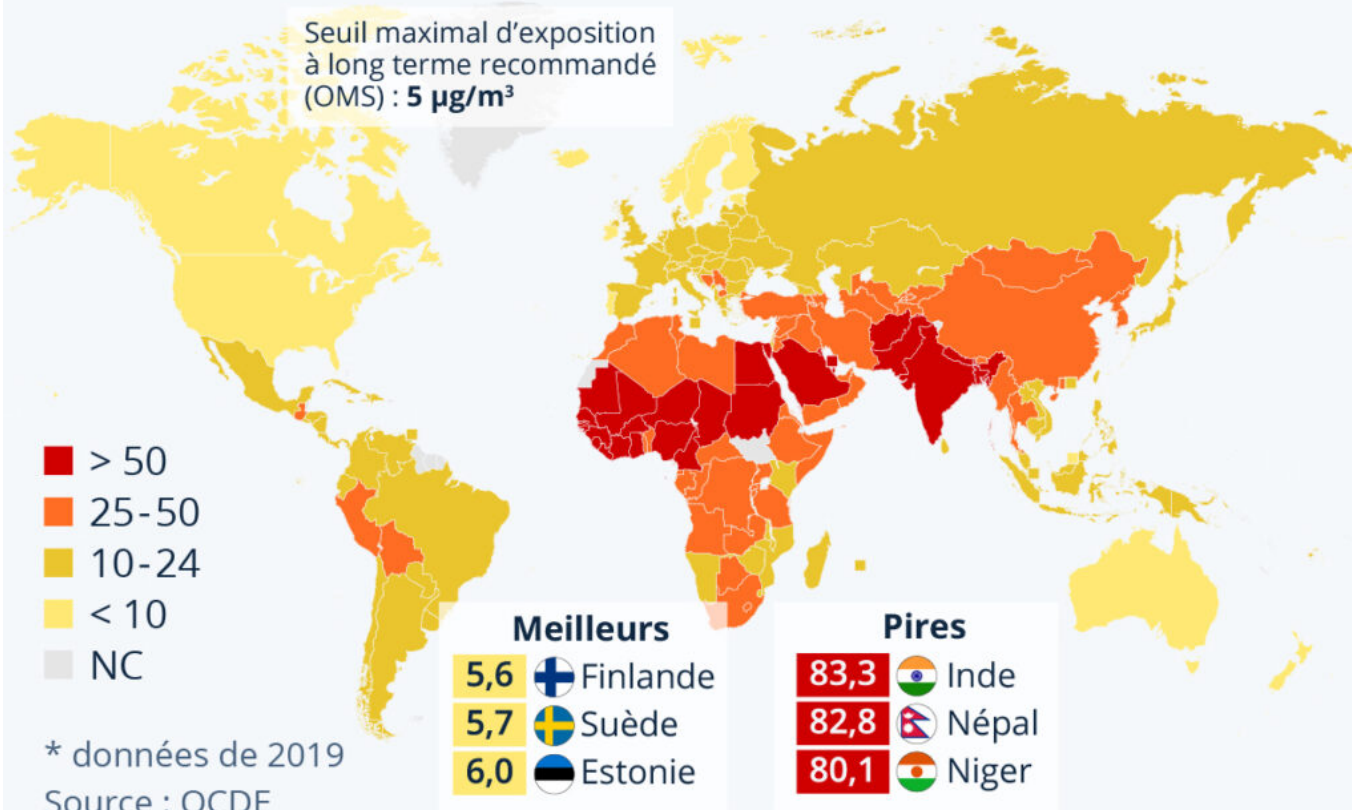 Seuil maximal d'exposition
à long terme recommandé
(OMS) : 5 µg/m³
> 50
25-50
10-24
< 10
NC
* données de 2019
Source : OCDE
Meilleurs
5,6 Finlande
5,7 Suède
6,0 Estonie
Pires
83,3 Inde
82,8 Népal
80,1 Niger